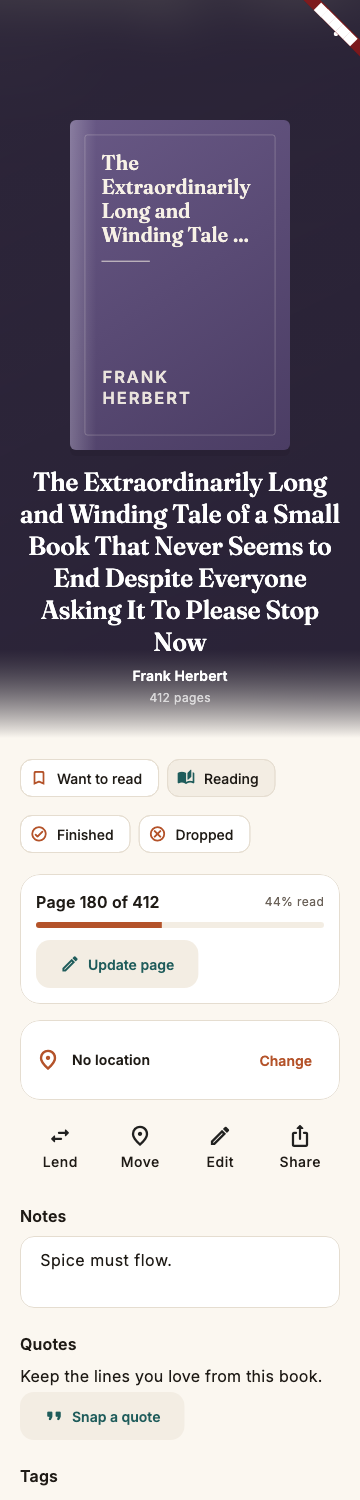 The
Extraordinarily
Long and
Winding Tale ...
FRANK
HERBERT
The Extraordinarily Long
and Winding Tale of a Small
Book That Never Seems to
End Despite Everyone
Asking It To Please Stop
Now
Frank Herbert
412 pages
Want to read
Reading
Finished
Dropped
Page 180 of 412
44% read
Update page
No location
Change
Lend
Move
Edit
Share
Notes
Spice must flow.
Quotes
Keep the lines you love from this book.
Snap a quote
Tags